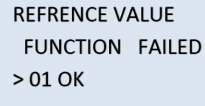 REFRENCE VALUE
FUNCTION FAILED
> 01 OK